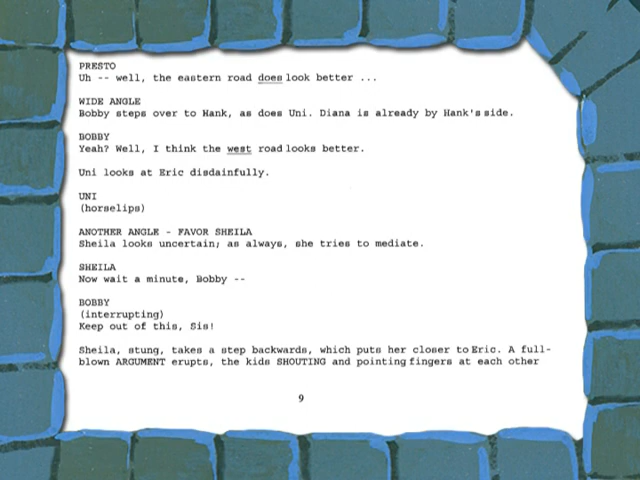 PRESTO
Uh -- well, the eastern road does look better ...
WIDE ANGLE
Bobby steps over to Hank, as does Uni. Diana is already by Hank's side.
BOBBY
Yeah? Well, I think the west road looks better.
Uni looks at Eric disdainfully.
UNI
(horselips)
ANOTHER ANGLE - FAVOR SHEILA
Sheila looks uncertain; as always, she tries to mediate.
SHEILA
Now wait a minute, Bobby --
BOBBY
(interrupting)
Keep out of this, Sis!
Sheila, stung, takes a step backwards, which puts her closer to Eric. A full-
blown ARGUMENT erupts, the kids SHOUTING and pointing fingers at each other
9